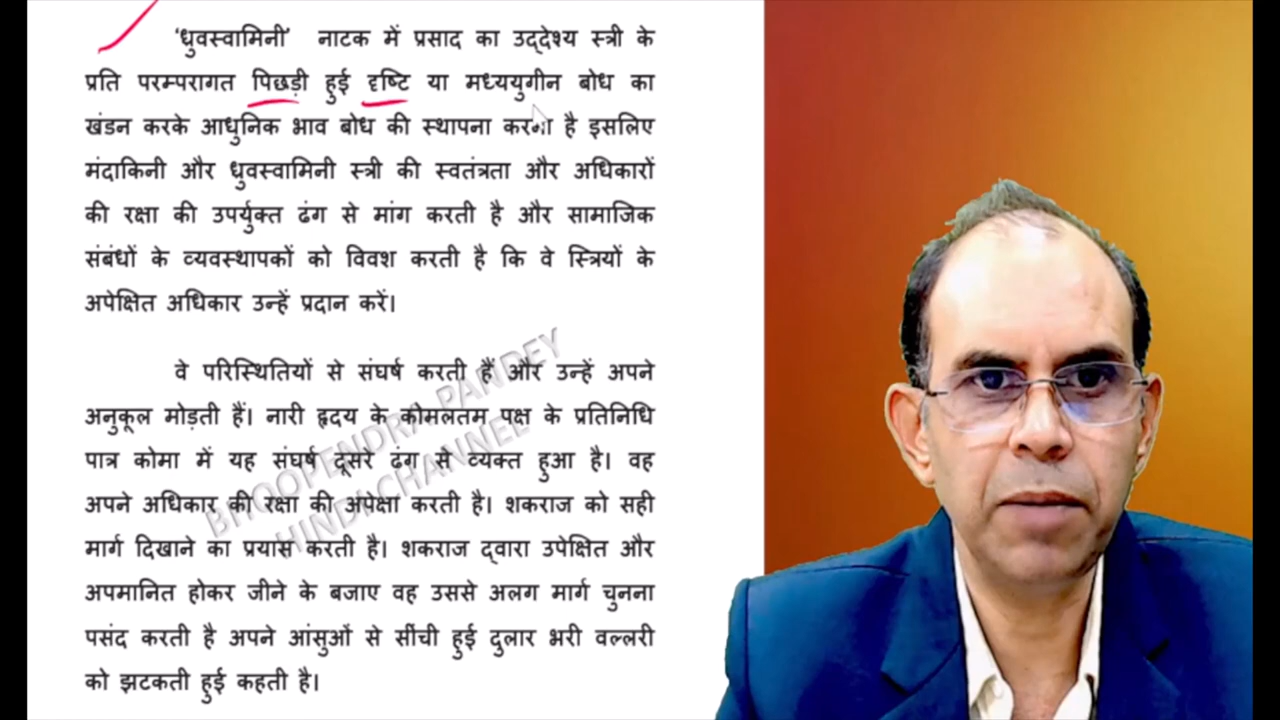 ‘ध्रुवस्वामिनी’ नाटक में प्रसाद का उद्देश्य स्त्री के
प्रति परम्परागत पिछड़ी हुई दृष्टि या मध्ययुगीन बोध का
खंडन करके आधुनिक भाव बोध की स्थापना करना है इसलिए
मंदाकिनी और ध्रुवस्वामिनी स्त्री की स्वतंत्रता और अधिकारों
की रक्षा की उपर्युक्त ढंग से मांग करती है और सामाजिक
संबंधों के व्यवस्थापकों को विवश करती है कि वे स्त्रियों के
अपेक्षित अधिकार उन्हें प्रदान करें।
वे परिस्थितियों से संघर्ष करती हैं और उन्हें अपने
अनुकूल मोड़ती हैं। नारी हृदय के कोमलतम पक्ष के प्रतिनिधि
पात्र कोमा में यह संघर्ष दूसरे ढंग से व्यक्त हुआ है। वह
अपने अधिकार की रक्षा की अपेक्षा करती है। शकराज को सही
मार्ग दिखाने का प्रयास करती है। शकराज द्वारा उपेक्षित और
अपमानित होकर जीने के बजाए वह उससे अलग मार्ग चुनना
पसंद करती है अपने आंसुओं से सींची हुई दुलार भरी वल्लरी
को झटकती हुई कहती है।
BHOOPENDRA PANDEY
HINDI CHANNEL